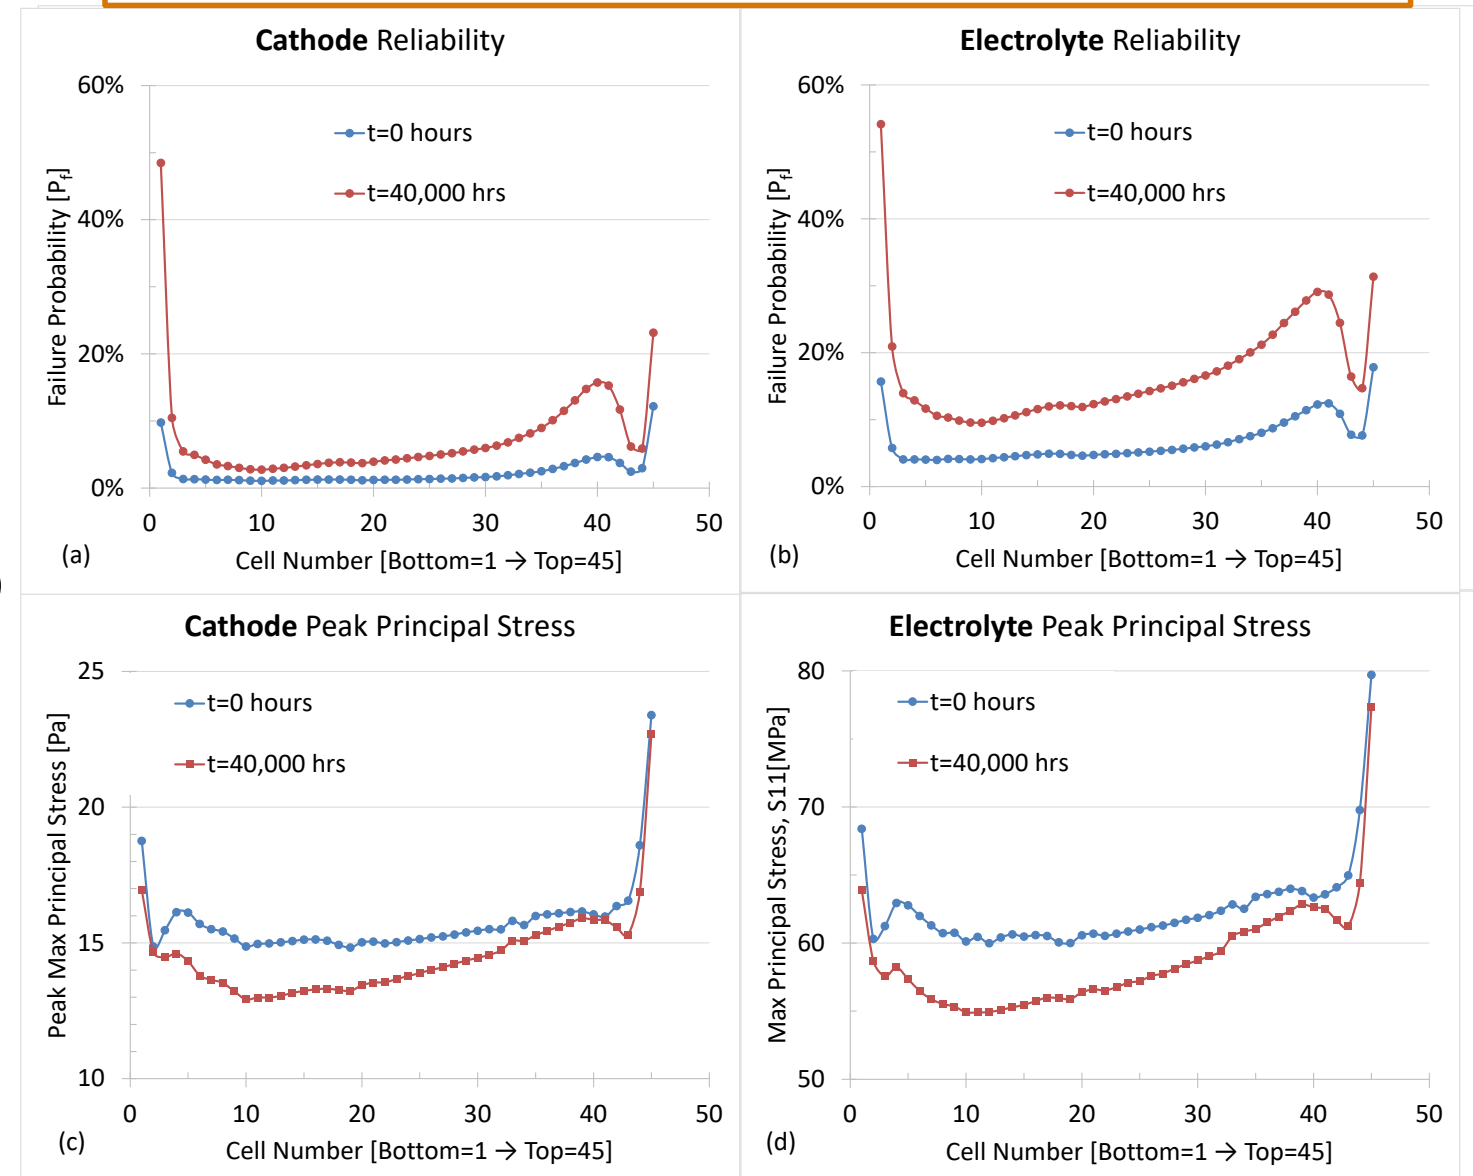 Cathode Reliability
60%
40%
20%
0%
Failure Probability [Pf]
t=0 hours
t=40,000 hrs
0 10 20 30 40 50
(a)
Cell Number [Bottom=1 → Top=45]
Electrolyte Reliability
60%
40%
20%
0%
Failure Probability [Pf]
t=0 hours
t=40,000 hrs
0 10 20 30 40 50
(b)
Cell Number [Bottom=1 → Top=45]
)
Cathode Peak Principal Stress
25
20
15
10
Peak Max Principal Stress [Pa]
t=0 hours
t=40,000 hrs
0 10 20 30 40 50
(c)
Cell Number [Bottom=1 → Top=45]
Electrolyte Peak Principal Stress
80
70
60
50
Max Principal Stress, S11[MPa]
t=0 hours
t=40,000 hrs
0 10 20 30 40 50
(d)
Cell Number [Bottom=1 → Top=45]